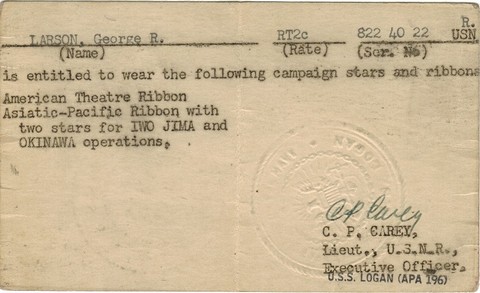 R.
LARSON, George R. RT2c 822 40 22 USN
(Name) (Rate) (Ser. No)
is entitled to wear the following campaign stars and ribbons
American Theatre Ribbon
Asiatic-Pacific Ribbon with
two stars for IWO JIMA and
OKINAWA operations.
C P Carey
C. P. CAREY,
Lieut., U.S.N.R.,
Executive Officer,
U.S.S. LOGAN (APA 196)